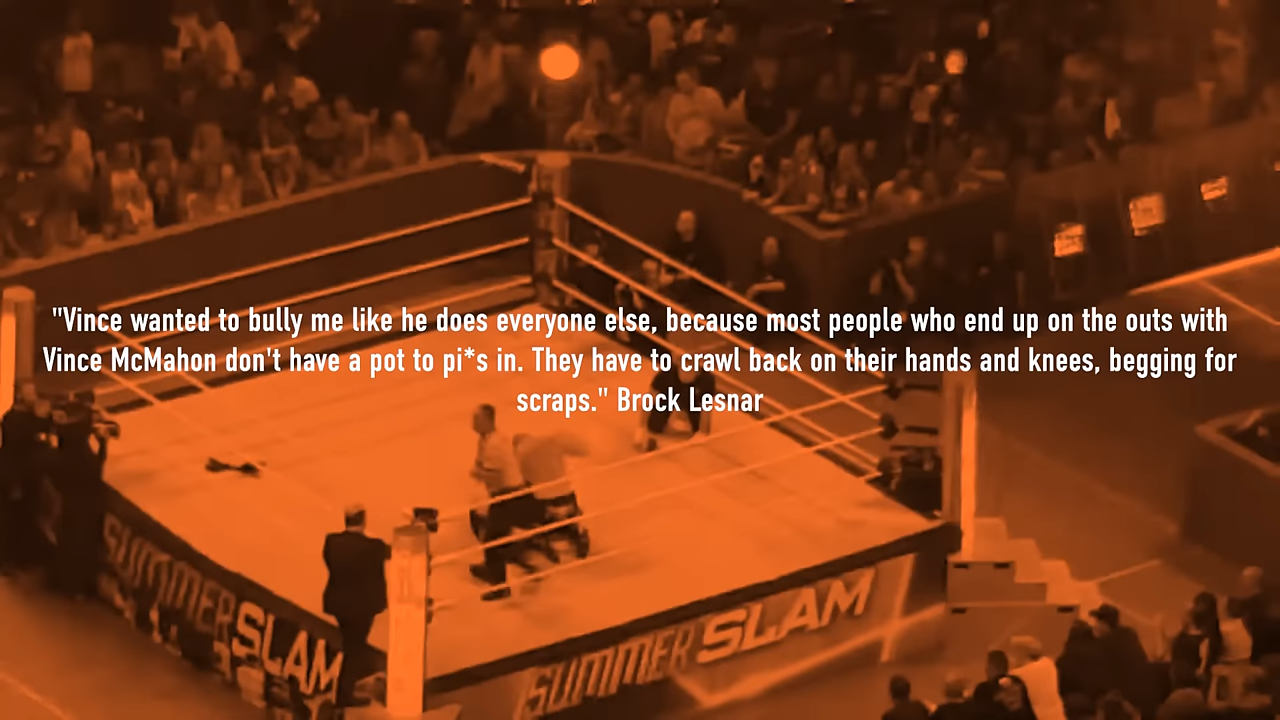 "Vince wanted to bully me like he does everyone else, because most people who end up on the outs with
Vince McMahon don't have a pot to pi*s in. They have to crawl back on their hands and knees, begging for
scraps." Brock Lesnar
SUMMERSLAM
SUMMERSLAM